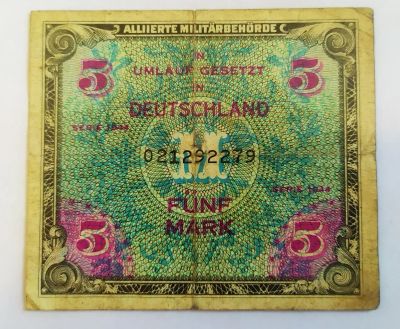 ALLIIERTE MILITÄRBEHÖRDE
5 IN 5
UMLAUF GESETZT
IN
DEUTSCHLAND
SERIE 1944
M
021292279
SERIE 1944
FÜNF
5 MARK 5